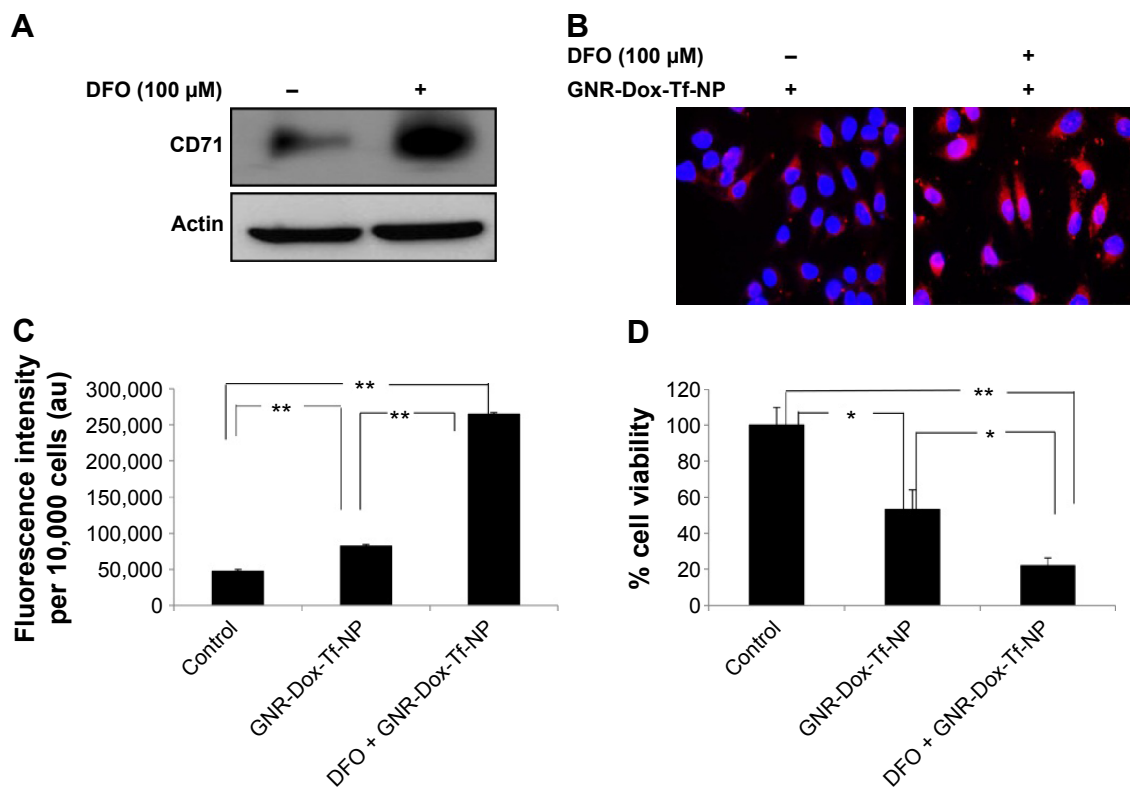 A
DFO (100 µM) – +
CD71
Actin
B
DFO (100 µM) – +
GNR-Dox-Tf-NP + +
C
Fluorescence intensity
per 10,000 cells (au)
300,000
250,000
200,000
150,000
100,000
50,000
0
**
** **
Control
GNR-Dox-Tf-NP
DFO + GNR-Dox-Tf-NP
D
% cell viability
120
100
80
60
40
20
0
**
*
*
Control
GNR-Dox-Tf-NP
DFO + GNR-Dox-Tf-NP